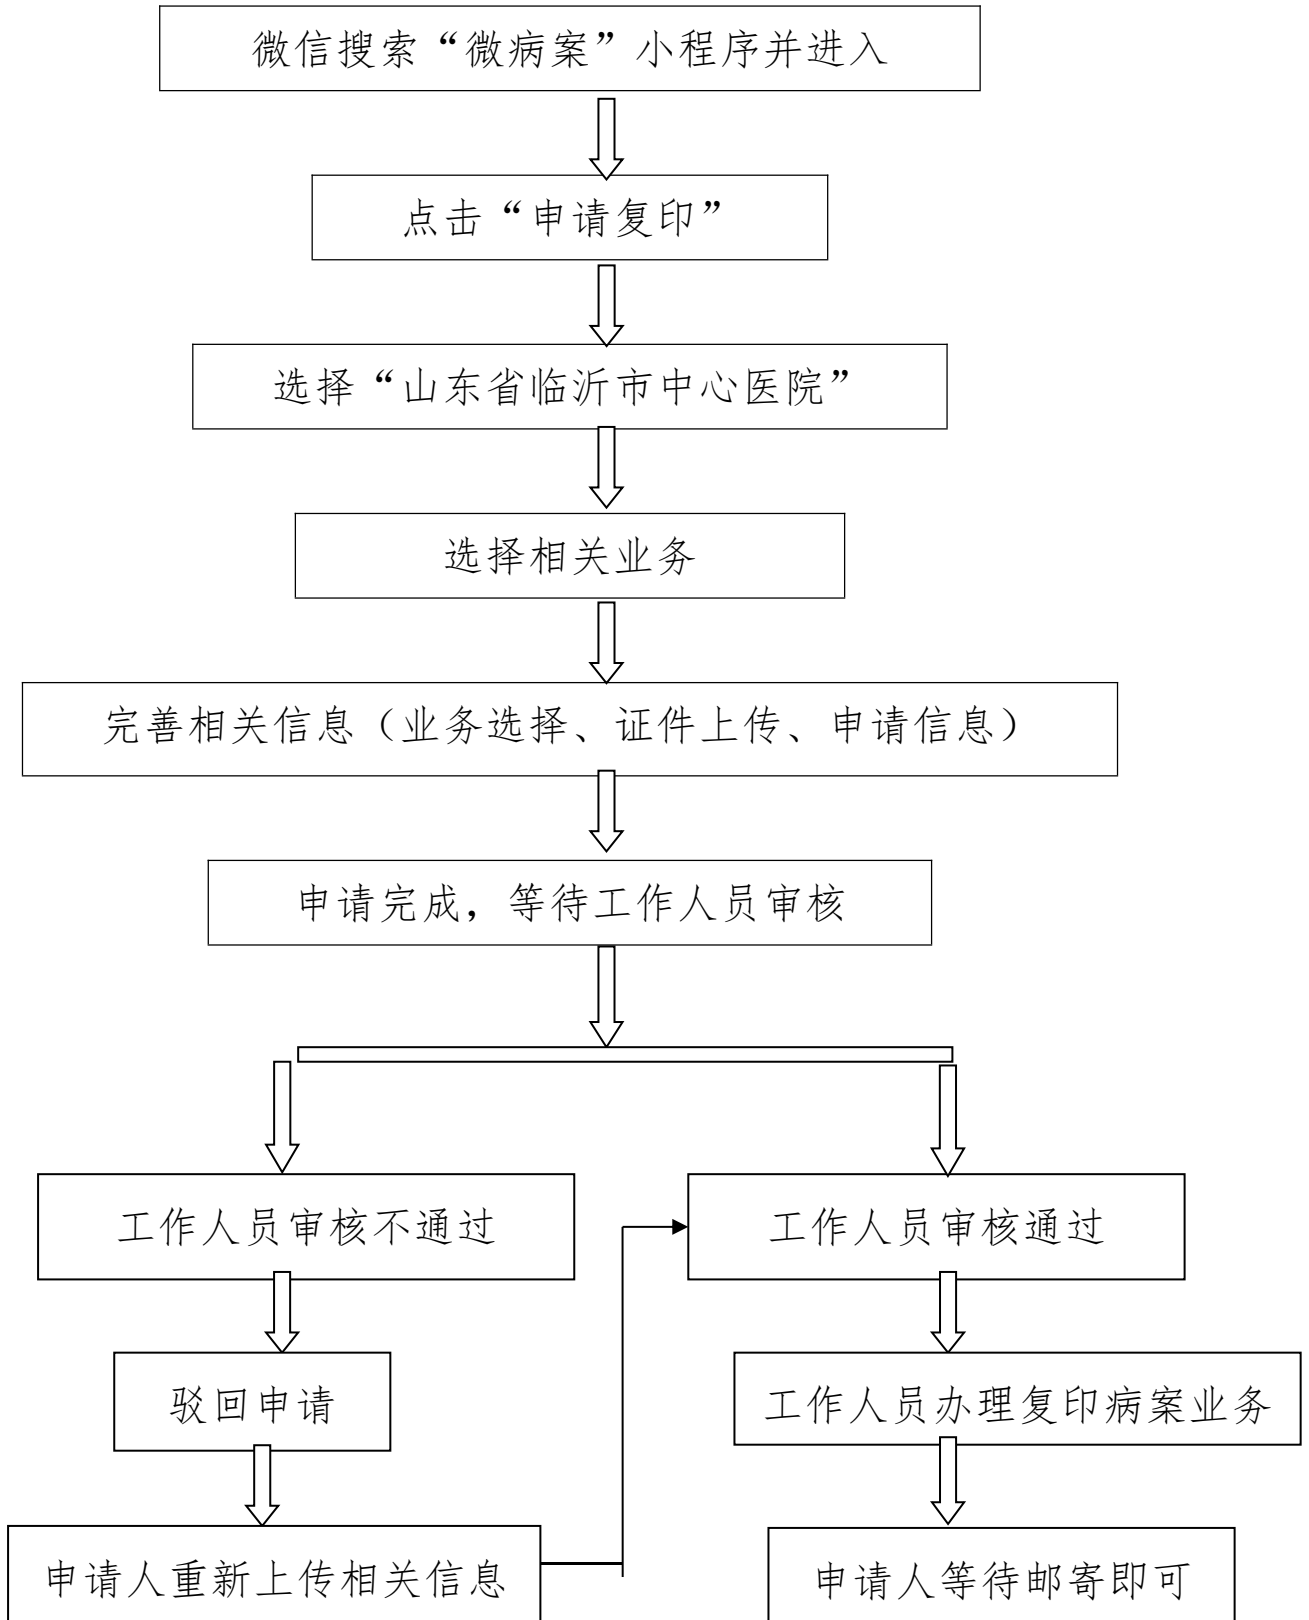 微信搜索“微病案”小程序并进入
点击“申请复印”
选择“山东省临沂市中心医院”
选择相关业务
完善相关信息（业务选择、证件上传、申请信息）
申请完成，等待工作人员审核
工作人员审核不通过
工作人员审核通过
驳回申请
工作人员办理复印病案业务
申请人重新上传相关信息
申请人等待邮寄即可